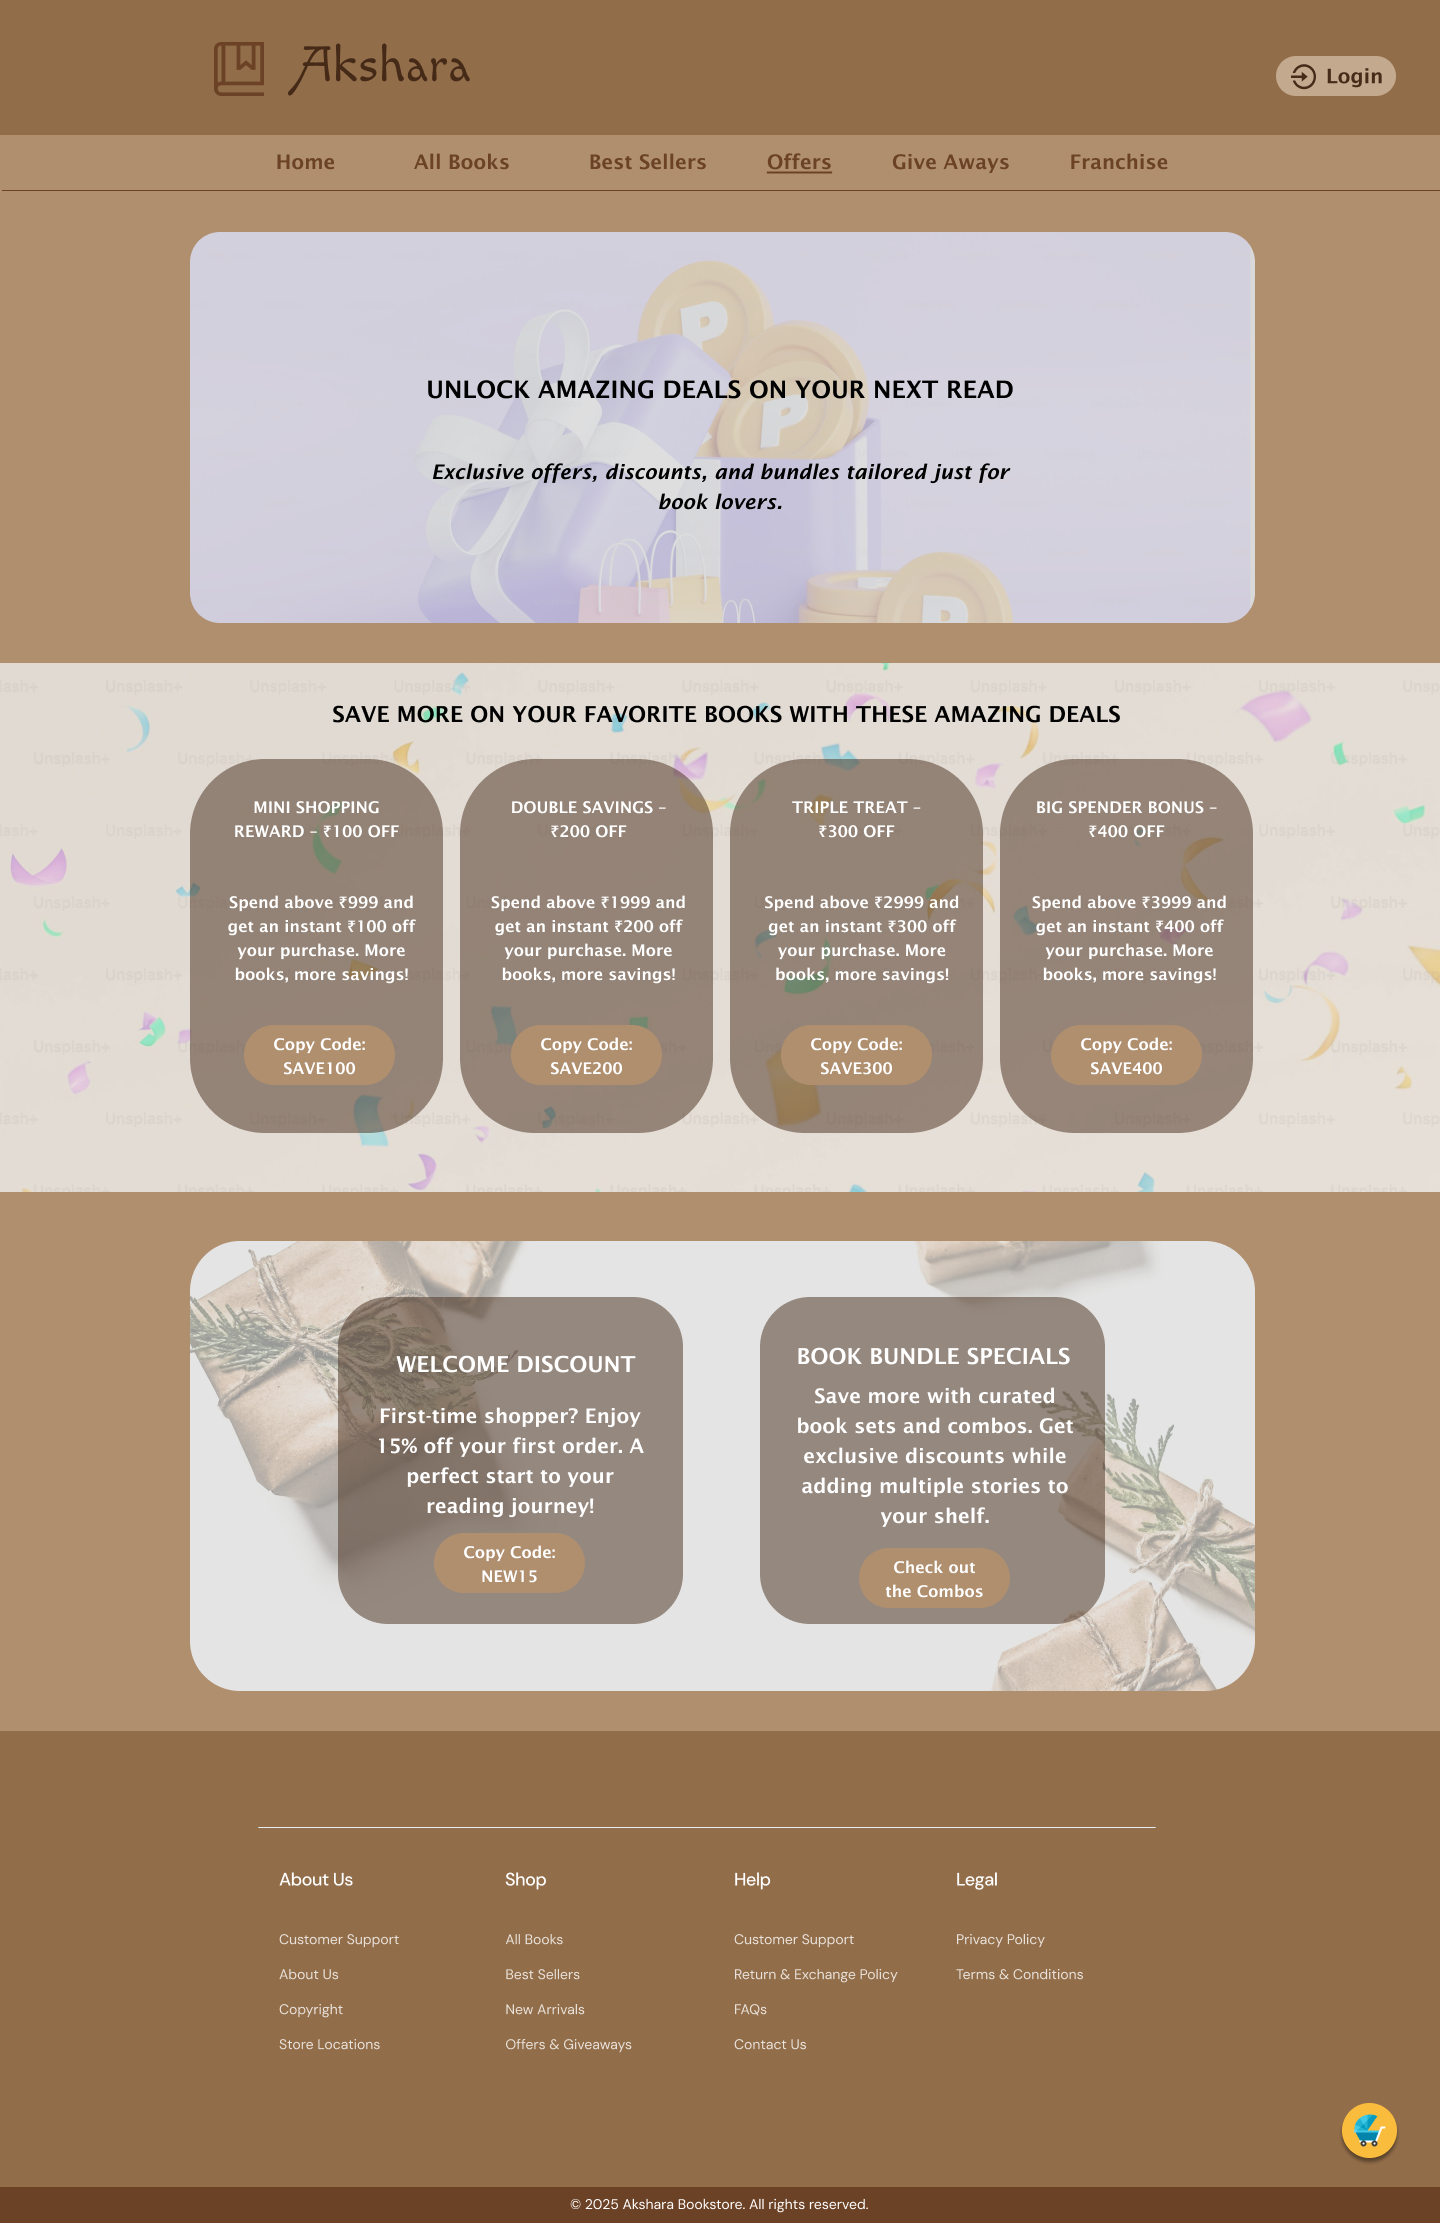 Akshara
Login
Home
All Books
Best Sellers
Offers
Give Aways
Franchise
P
P
P
UNLOCK AMAZING DEALS ON YOUR NEXT READ
Exclusive offers, discounts, and bundles tailored just for
book lovers.
Unsplash+
SAVE MORE ON YOUR FAVORITE BOOKS WITH THESE AMAZING DEALS
MINI SHOPPING
REWARD – ₹100 OFF
Spend above ₹999 and
get an instant ₹100 off
your purchase. More
books, more savings!
Copy Code:
SAVE100
DOUBLE SAVINGS –
₹200 OFF
Spend above ₹1999 and
get an instant ₹200 off
your purchase. More
books, more savings!
Copy Code:
SAVE200
TRIPLE TREAT –
₹300 OFF
Spend above ₹2999 and
get an instant ₹300 off
your purchase. More
books, more savings!
Copy Code:
SAVE300
BIG SPENDER BONUS –
₹400 OFF
Spend above ₹3999 and
get an instant ₹400 off
your purchase. More
books, more savings!
Copy Code:
SAVE400
WELCOME DISCOUNT
First-time shopper? Enjoy
15% off your first order. A
perfect start to your
reading journey!
Copy Code:
NEW15
BOOK BUNDLE SPECIALS
Save more with curated
book sets and combos. Get
exclusive discounts while
adding multiple stories to
your shelf.
Check out
the Combos
About Us
Customer Support
About Us
Copyright
Store Locations
Shop
All Books
Best Sellers
New Arrivals
Offers & Giveaways
Help
Customer Support
Return & Exchange Policy
FAQs
Contact Us
Legal
Privacy Policy
Terms & Conditions
© 2025 Akshara Bookstore. All rights reserved.